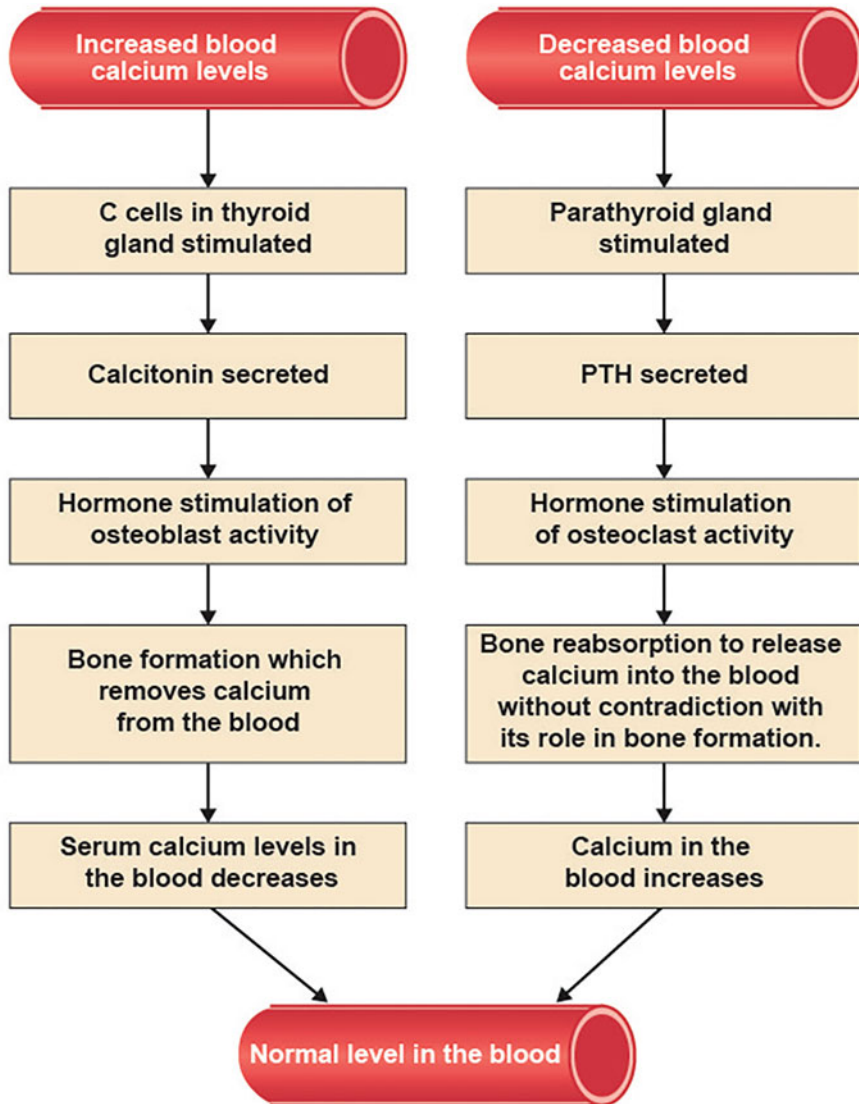 Increased blood
calcium levels
C cells in thyroid
gland stimulated
Calcitonin secreted
Hormone stimulation of
osteoblast activity
Bone formation which
removes calcium
from the blood
Serum calcium levels in
the blood decreases
Decreased blood
calcium levels
Parathyroid gland
stimulated
PTH secreted
Hormone stimulation
of osteoclast activity
Bone reabsorption to release
calcium into the blood
without contradiction with
its role in bone formation.
Calcium in the
blood increases
Normal level in the blood